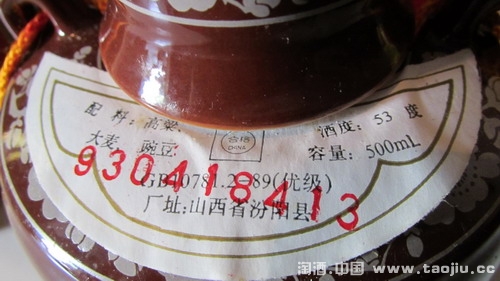 配 料: 高粱.
大麦. 豌豆.
合格
CHINA
酒度: 53 度
容量: 500mL
GB10781.2-89(优级)
930418413
厂址:山西省汾阳县
淘酒.中国 www.taojiu.cc